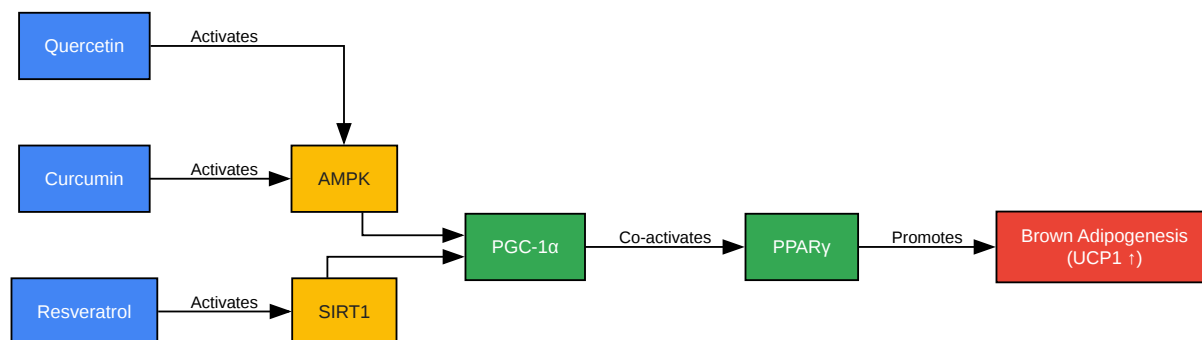 Quercetin
Activates
Curcumin
Activates
AMPK
PGC-1α
Co-activates
PPARγ
Promotes
Brown Adipogenesis
(UCP1 ↑)
Resveratrol
Activates
SIRT1